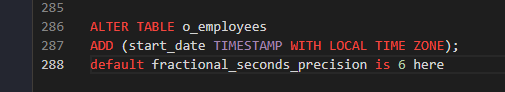 285
286 ALTER TABLE o_employees
287 ADD (start_date TIMESTAMP WITH LOCAL TIME ZONE);
288 default fractional_seconds_precision is 6 here